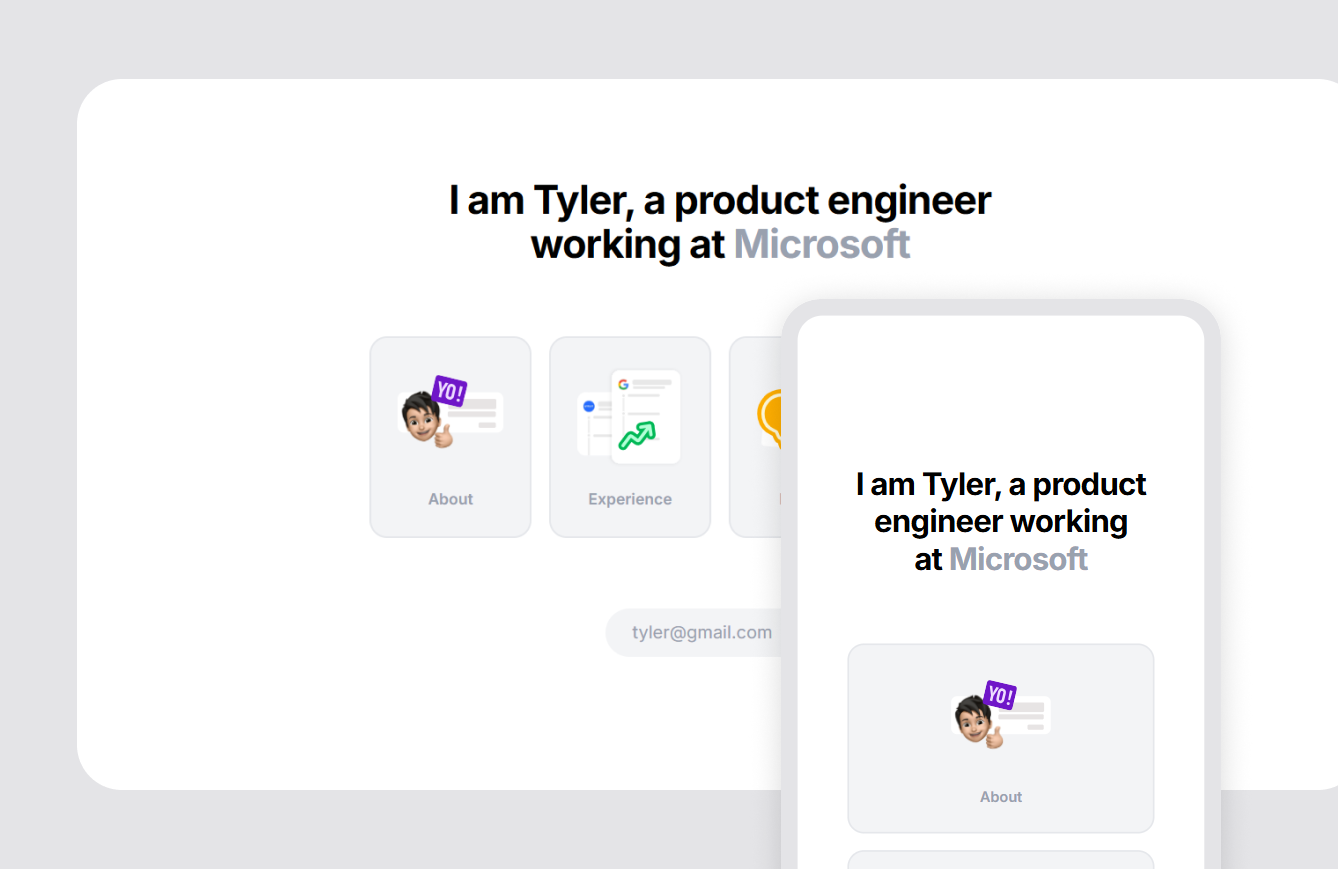 I am Tyler, a product engineer
working at Microsoft
YO!
About
Experience
tyler@gmail.com
I am Tyler, a product
engineer working
at Microsoft
YO!
About